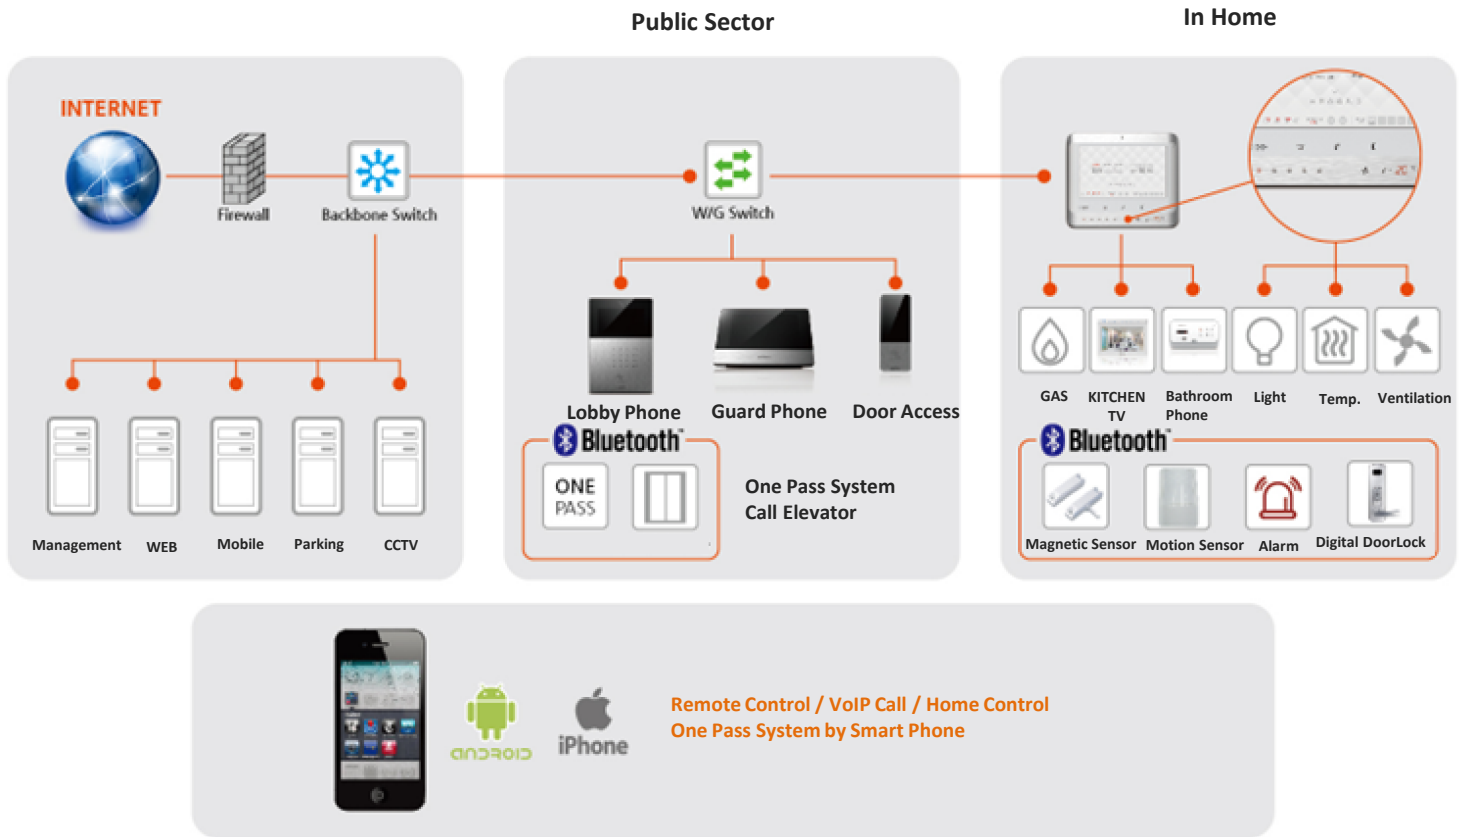 Public Sector
In Home
INTERNET
Firewall
Backbone Switch
Management
WEB
Mobile
Parking
CCTV
W/G Switch
Lobby Phone
Guard Phone
Door Access
Bluetooth™
ONE
PASS
One Pass System
Call Elevator
GAS
KITCHEN
TV
Bathroom
Phone
Light
Temp.
Ventilation
Bluetooth™
Magnetic Sensor
Motion Sensor
Alarm
Digital DoorLock
ANDROID
iPhone
Remote Control / VoIP Call / Home Control
One Pass System by Smart Phone